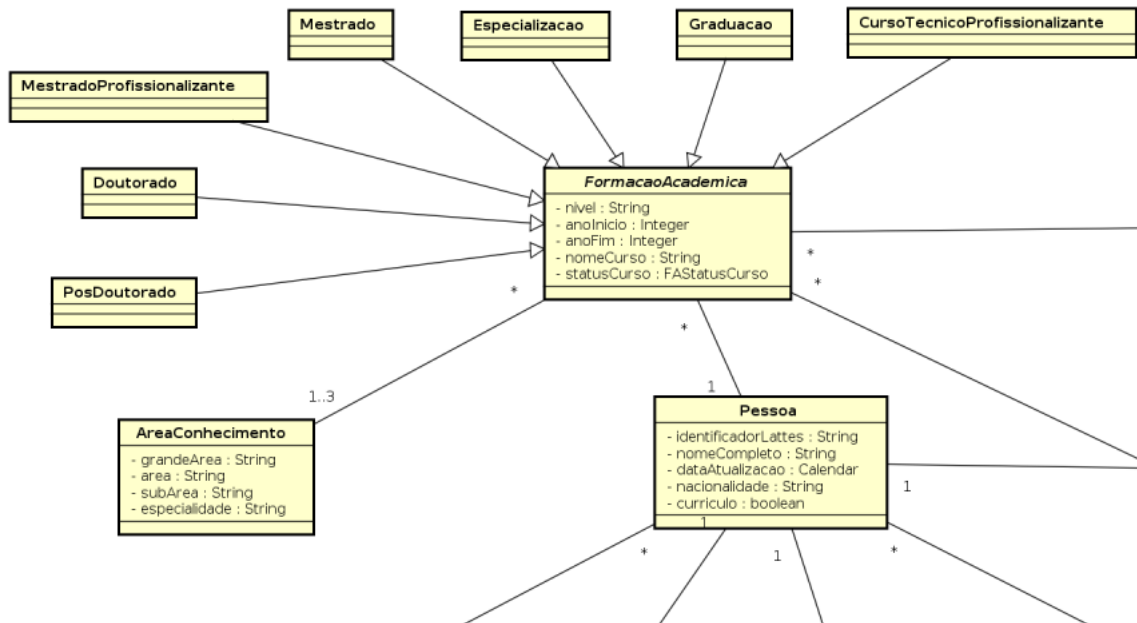 Mestrado
Especializacao
Graduacao
CursoTecnicoProfissionalizante
MestradoProfissionalizante
Doutorado
PosDoutorado
FormacaoAcademica
- nivel : String
- anoInicio : Integer
- anoFim : Integer
- nomeCurso : String
- statusCurso : FAStatusCurso
*
*
*
*
1..3
1
AreaConhecimento
- grandeArea : String
- area : String
- subArea : String
- especialidade : String
Pessoa
- identificadorLattes : String
- nomeCompleto : String
- dataAtualizacao : Calendar
- nacionalidade : String
- curriculo : boolean
1
1
*
1
*